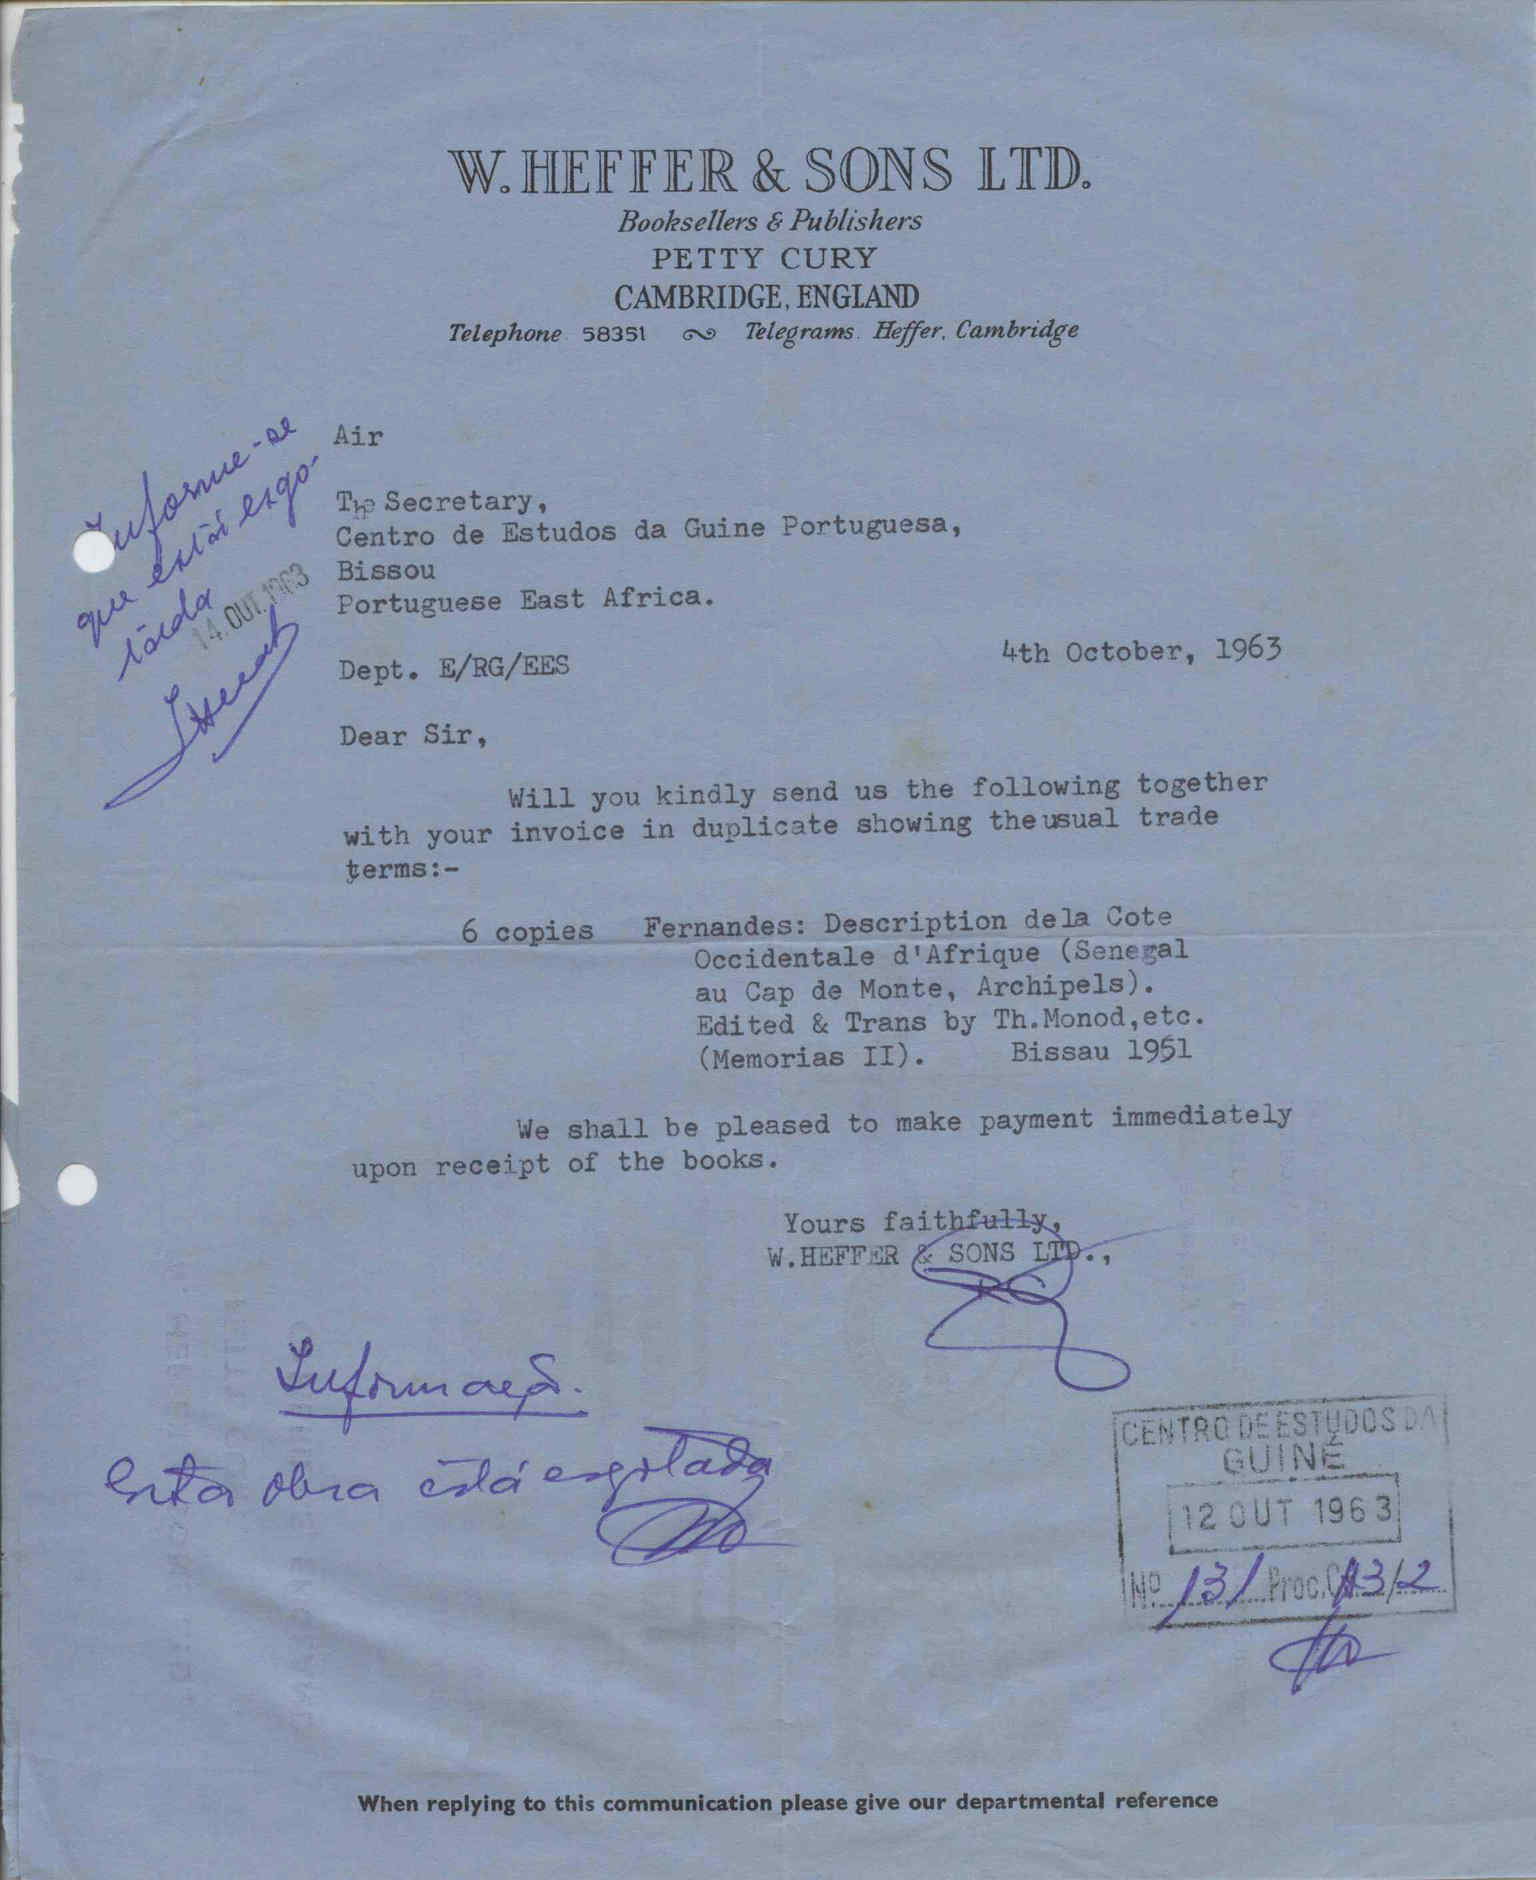 W. HEFFER & SONS LTD.
Booksellers & Publishers
PETTY CURY
CAMBRIDGE, ENGLAND
Telephone 58351 Telegrams. Heffer, Cambridge
Informe-se
que está esgo-
tada
14. OUT. 1963
Air
The Secretary,
Centro de Estudos da Guine Portuguesa,
Bissou
Portuguese East Africa.
4th October, 1963
Dept. E/RG/EES
Dear Sir,
Will you kindly send us the following together
with your invoice in duplicate showing the usual trade
terms:-
6 copies Fernandes: Description de la Cote
Occidentale d'Afrique (Senegal
au Cap de Monte, Archipels).
Edited & Trans by Th.Monod,etc.
(Memorias II). Bissau 1951
We shall be pleased to make payment immediately
upon receipt of the books.
Yours faithfully,
W.HEFFER & SONS LTD.,
Informação.
Esta obra está esgotada
CENTRO DE ESTUDOS DA
GUINÉ
12 OUT 1963
Nº 131 Proc. 13/2
When replying to this communication please give our departmental reference